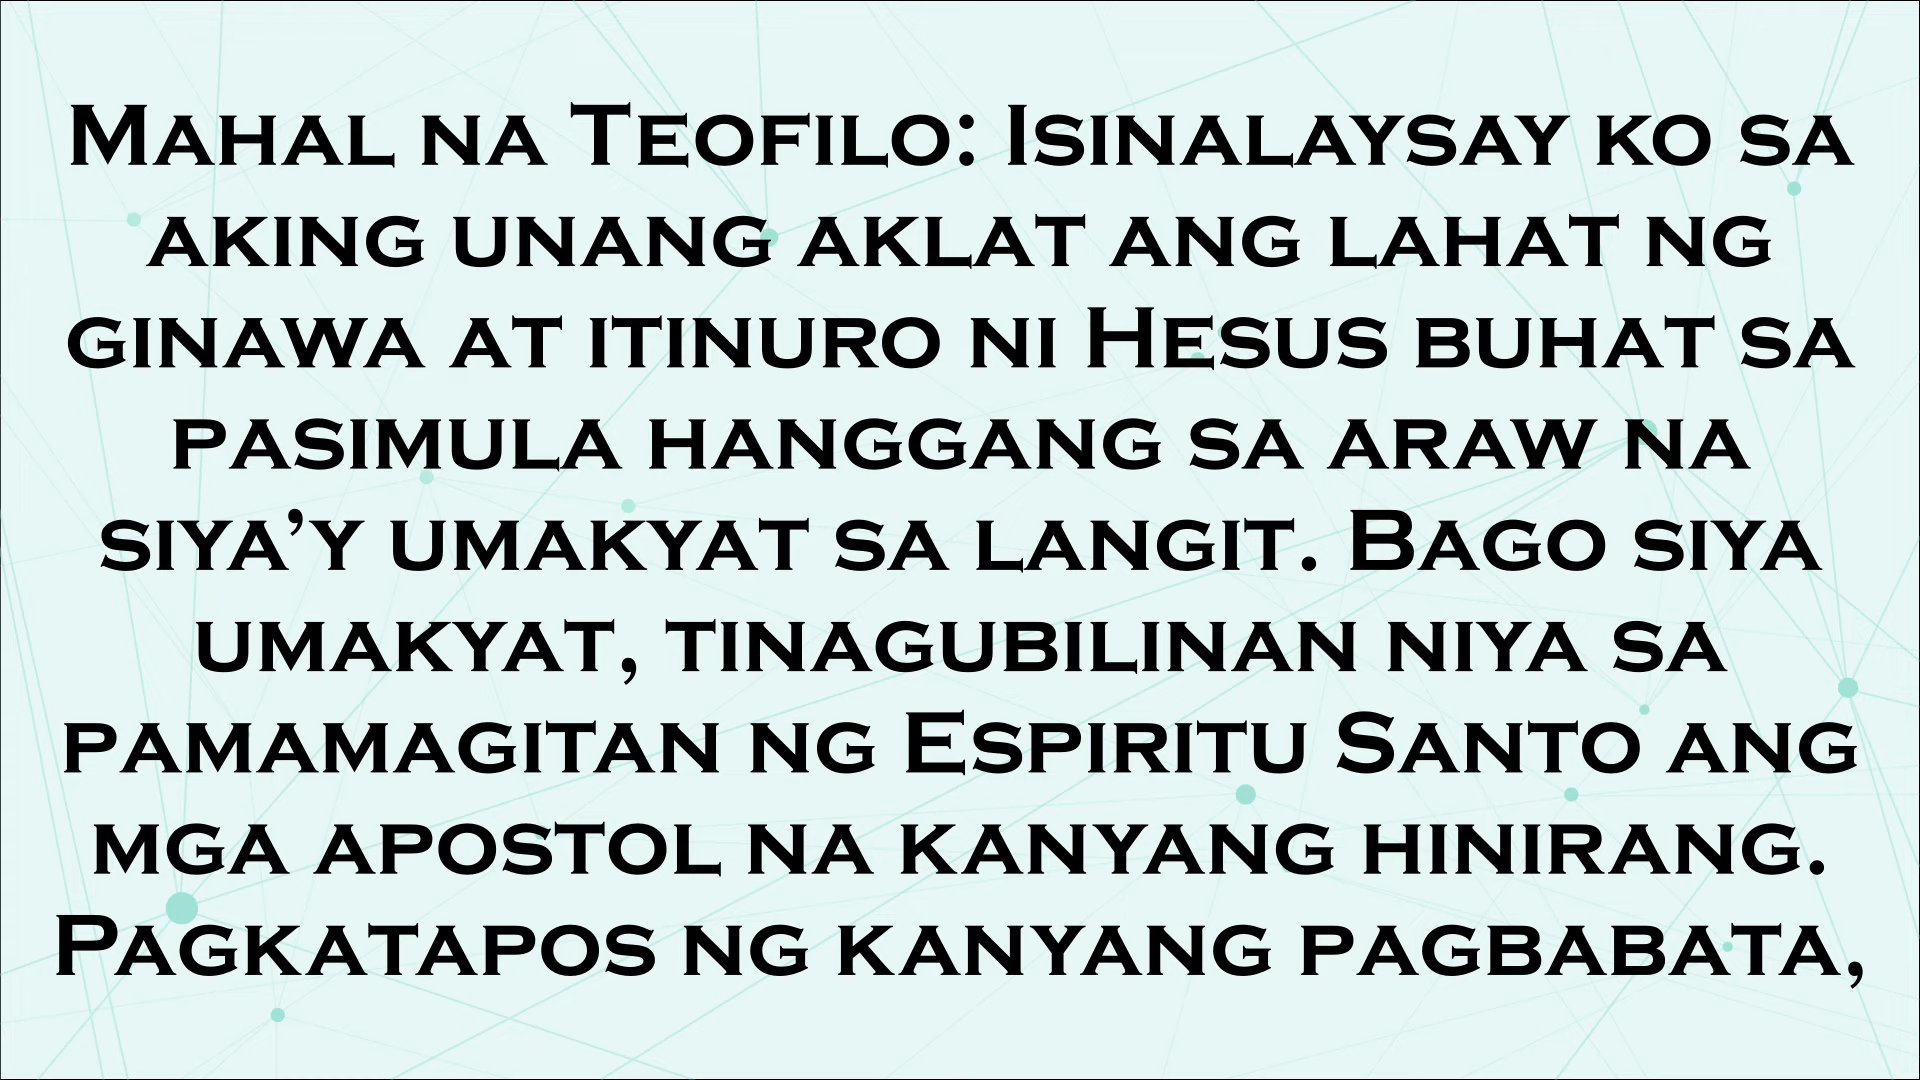 Mahal na Teofilo: Isinalaysay ko sa
aking unang aklat ang lahat ng
ginawa at itinuro ni Hesus buhat sa
pasimula hanggang sa araw na
siya’y umakyat sa langit. Bago siya
umakyat, tinagubilinan niya sa
pamamagitan ng Espiritu Santo ang
mga apostol na kanyang hinirang.
Pagkatapos ng kanyang pagbabata,